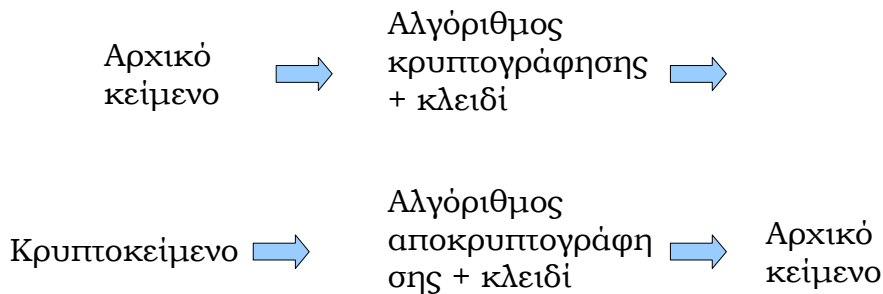 Αρχικό
κείμενο
Αλγόριθμος
κρυπτογράφησης
+ κλειδί
Κρυπτοκείμενο
Αλγόριθμος
αποκρυπτογράφη
σης + κλειδί
Αρχικό
κείμενο